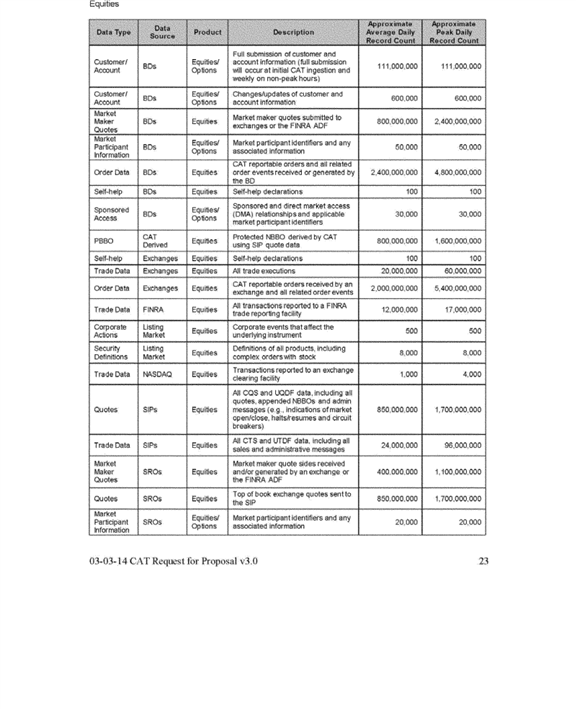 Equities
Data Type Data Source Product Description Approximate Average Daily Record Count Approximate Peak Daily Record Count
Customer/ Account BDs Equities/ Options Full submission of customer and account information (full submission will occur at initial CAT ingestion and weekly on non-peak hours) 111,000,000 111,000,000
Customer/ Account BDs Equities/ Options Changes/updates of customer and account information 600,000 600,000
Market Maker Quotes BDs Equities Market maker quotes submitted to exchanges or the FINRA ADF 800,000,000 2,400,000,000
Market Participant Information BDs Equities/ Options Market participant identifiers and any associated information 50,000 50,000
Order Data BDs Equities CAT reportable orders and all related order events received or generated by the BD 2,400,000,000 4,800,000,000
Self-help BDs Equities Self-help declarations 100 100
Sponsored Access BDs Equities/ Options Sponsored and direct market access (DMA) relationships and applicable market participant identifiers 30,000 30,000
PBBO CAT Derived Equities Protected NBBO derived by CAT using SIP quote data 800,000,000 1,600,000,000
Self-help Exchanges Equities Self-help declarations 100 100
Trade Data Exchanges Equities All trade executions 20,000,000 60,000,000
Order Data Exchanges Equities CAT reportable orders received by an exchange and all related order events 2,000,000,000 5,400,000,000
Trade Data FINRA Equities All transactions reported to a FINRA trade reporting facility 12,000,000 17,000,000
Corporate Actions Listing Market Equities Corporate events that affect the underlying instrument 500 500
Security Definitions Listing Market Equities Definitions of all products, including complex orders with stock 8,000 8,000
Trade Data NASDAQ Equities Transactions reported to an exchange clearing facility 1,000 4,000
Quotes SIPs Equities All CQS and UQDF data, including all quotes, appended NBBOs and admin messages (e.g., indications of market open/close, halts/resumes and circuit breakers) 850,000,000 1,700,000,000
Trade Data SIPs Equities All CTS and UTDF data, including all sales and administrative messages 24,000,000 96,000,000
Market Maker Quotes SROs Equities Market maker quote sides received and/or generated by an exchange or the FINRA ADF 400,000,000 1,100,000,000
Quotes SROs Equities Top of book exchange quotes sent to the SIP 850,000,000 1,700,000,000
Market Participant Information SROs Equities/ Options Market participant identifiers and any associated information 20,000 20,000
03-03-14 CAT Request for Proposal v3.0 23